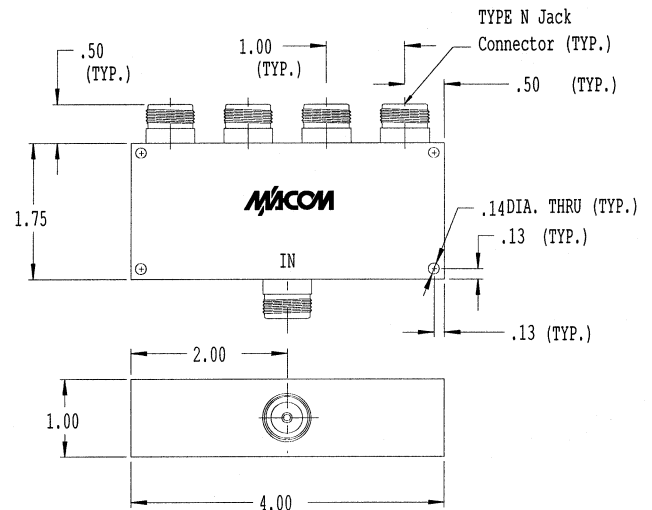 TYPE N Jack
Connector (TYP.)
.50
(TYP.)
1.00
(TYP.)
.50 (TYP.)
M/ACOM
1.75
.14DIA. THRU (TYP.)
.13 (TYP.)
IN
.13 (TYP.)
2.00
1.00
4.00